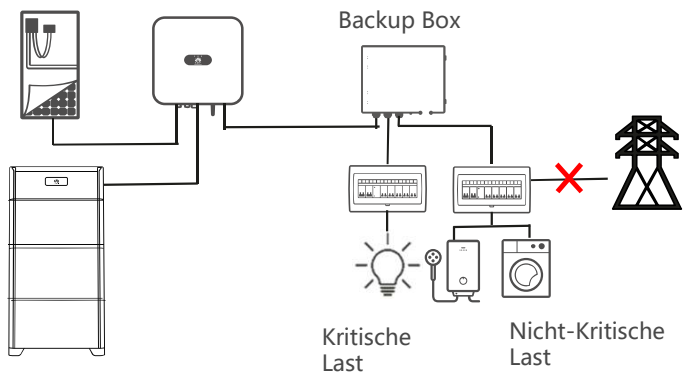 Backup Box
Kritische
Last
Nicht-Kritische
Last